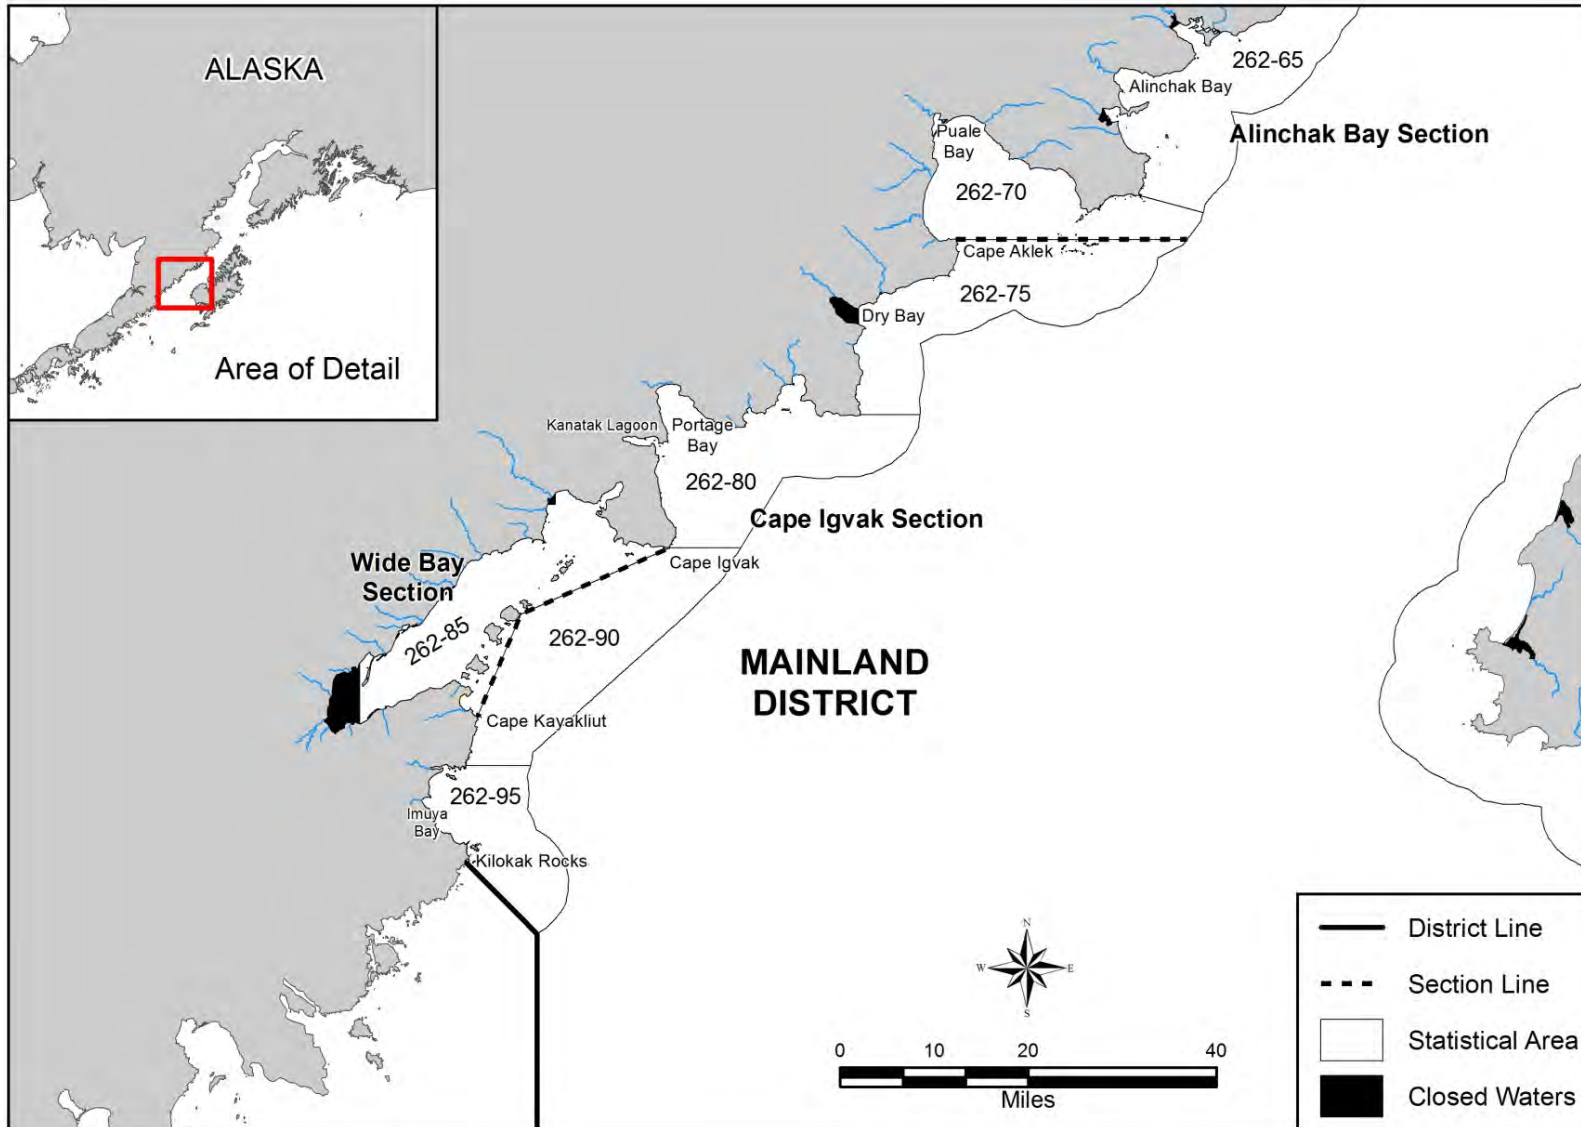 ALASKA
Area of Detail
262-65
Alinchak Bay
Alinchak Bay Section
Puale
Bay
262-70
Cape Aklek
262-75
Dry Bay
Kanatak Lagoon
Portage
Bay
262-80
Cape Igvak Section
Cape Igvak
Wide Bay
Section
262-85
262-90
MAINLAND
DISTRICT
Cape Kayakliut
262-95
Imuya
Bay
Kilokak Rocks
N
W
E
S
0 10 20 40
Miles
District Line
Section Line
Statistical Area
Closed Waters